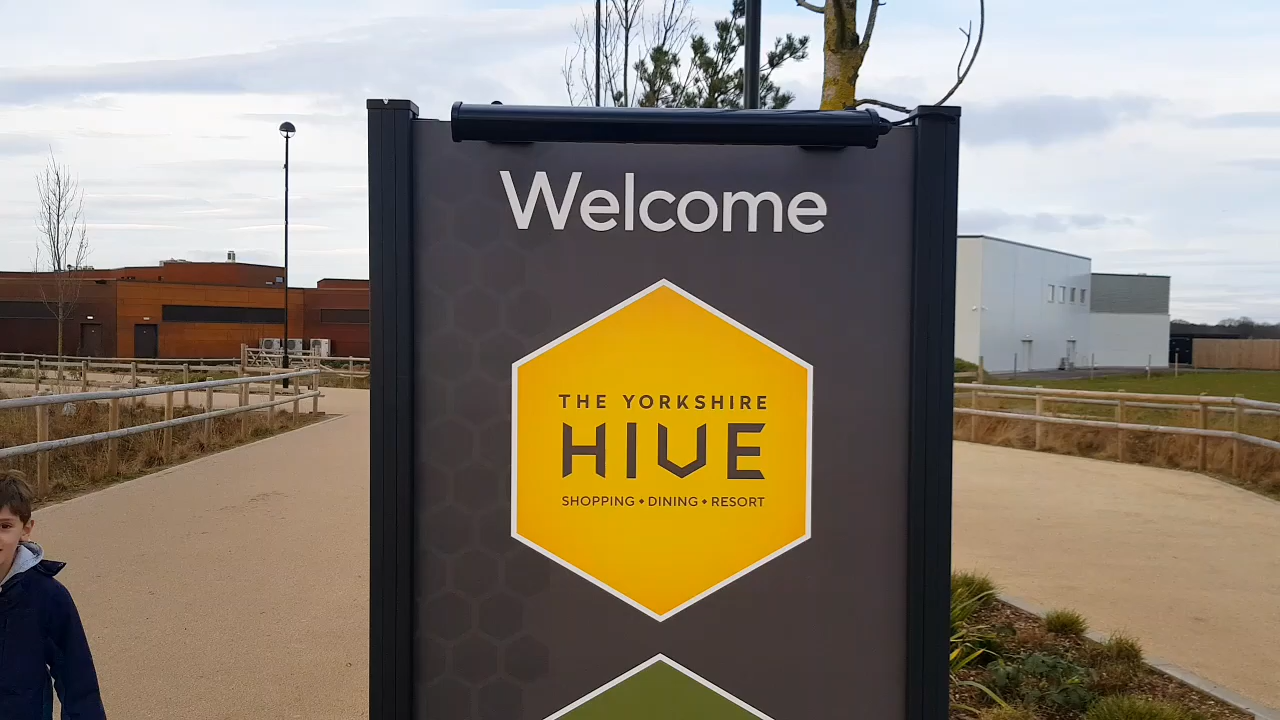 Welcome
THE YORKSHIRE
HIVE
SHOPPING • DINING • RESORT